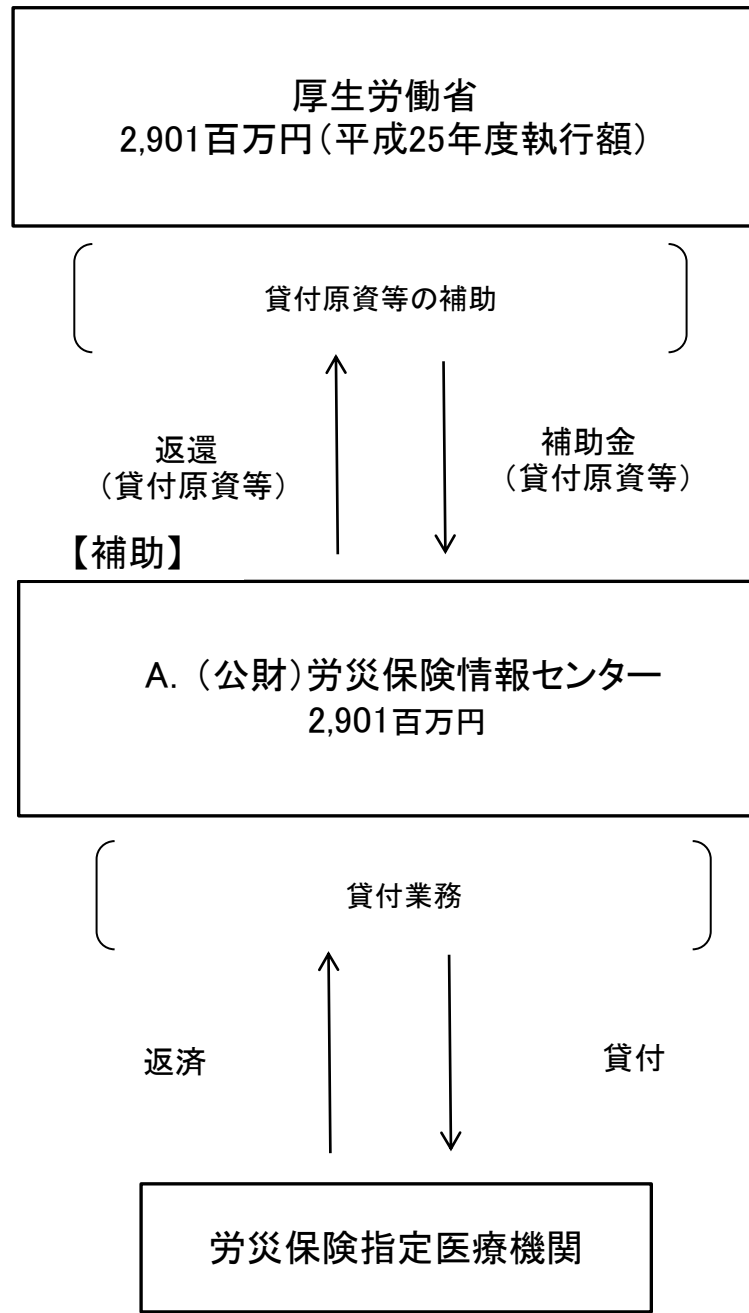 厚生労働省
2,901百万円（平成25年度執行額）
貸付原資等の補助
返還
（貸付原資等）
補助金
（貸付原資等）
【補助】
A. （公財）労災保険情報センター
2,901百万円
貸付業務
返済
貸付
労災保険指定医療機関